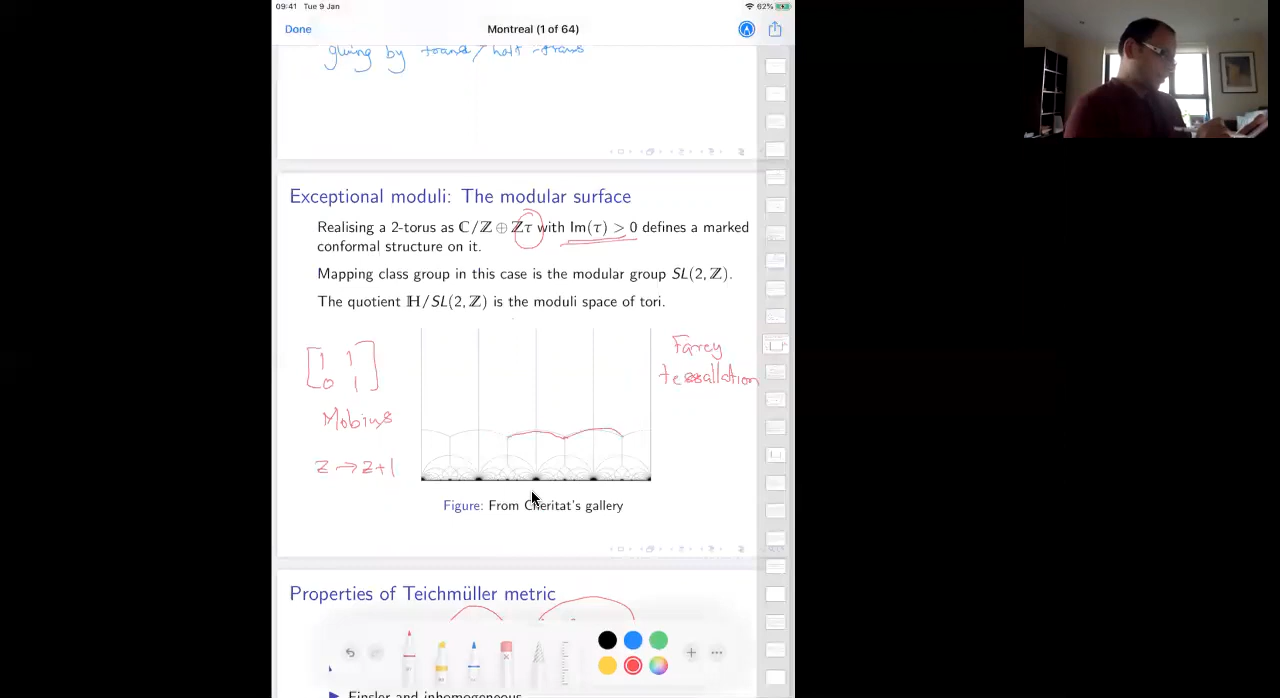 09:41 Tue 9 Jan
62%
Done
Montreal (1 of 64)
gluing by
Exceptional moduli: The modular surface
Realising a 2-torus as ℂ/ℤ ⊕ ℤτ with Im(τ) > 0 defines a marked
conformal structure on it.
Mapping class group in this case is the modular group SL(2, ℤ).
The quotient ℍ/SL(2, ℤ) is the moduli space of tori.
Farey
tessallation
1 1
0 1
Mobius
z → z+1
Figure: From Cheritat's gallery
Properties of Teichmüller metric
Finsler and inhomogeneous